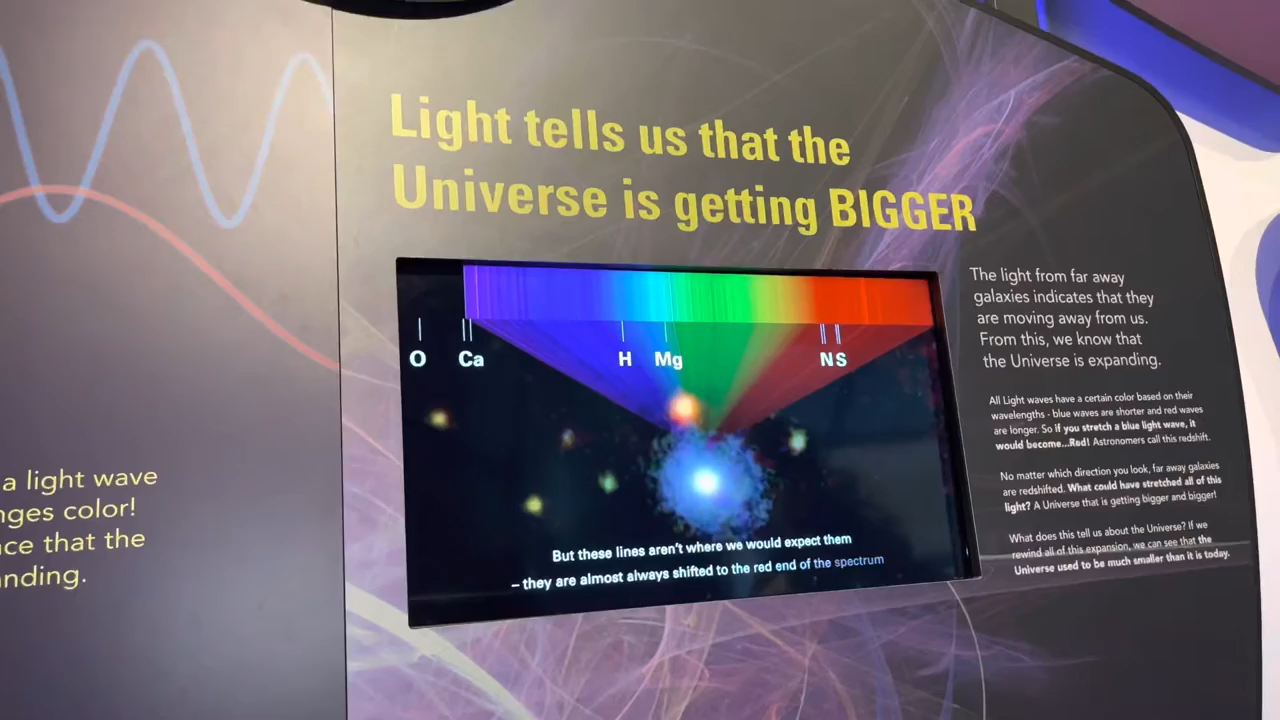 Light tells us that the
Universe is getting BIGGER
O Ca H Mg N S
But these lines aren't where we would expect them
– they are almost always shifted to the red end of the spectrum
The light from far away
galaxies indicates that they
are moving away from us.
From this, we know that
the Universe is expanding.
All Light waves have a certain color based on their
wavelengths - blue waves are shorter and red waves
are longer. So if you stretch a blue light wave, it
would become...Red! Astronomers call this redshift.
No matter which direction you look, far away galaxies
are redshifted. What could have stretched all of this
light? A Universe that is getting bigger and bigger!
What does this tell us about the Universe? If we
rewind all of this expansion, we can see that the
Universe used to be much smaller than it is today.
a light wave
nges color!
ce that the
anding.